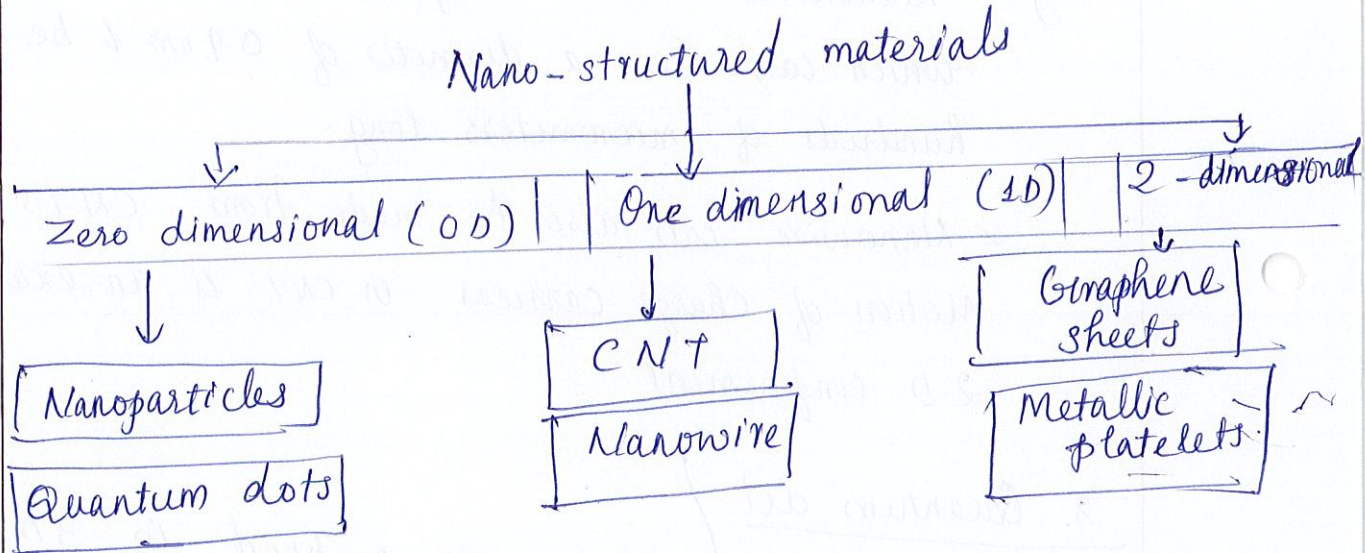 Nano-structured materials
Zero dimensional (0D)
One dimensional (1D)
2-dimensional
Nanoparticles
Quantum dots
CNT
Nanowire
Graphene
sheets
Metallic
platelets.